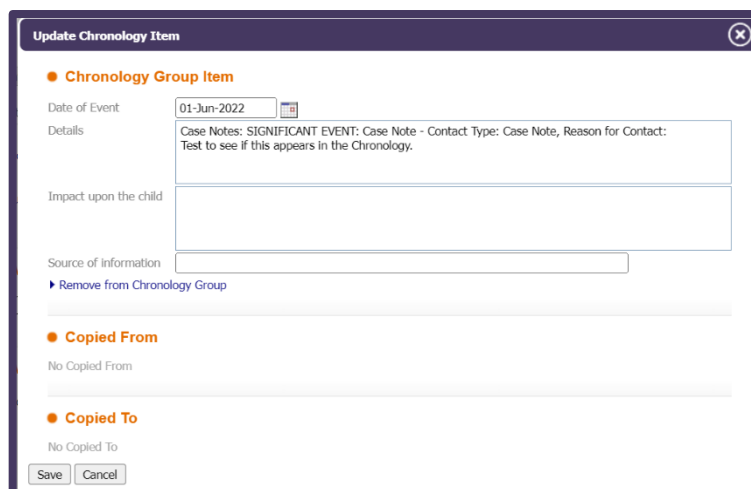 Update Chronology Item
Chronology Group Item
Date of Event 01-Jun-2022
Details Case Notes: SIGNIFICANT EVENT: Case Note - Contact Type: Case Note, Reason for Contact:
Test to see if this appears in the Chronology.
Impact upon the child
Source of information
Remove from Chronology Group
Copied From
No Copied From
Copied To
No Copied To
Save Cancel